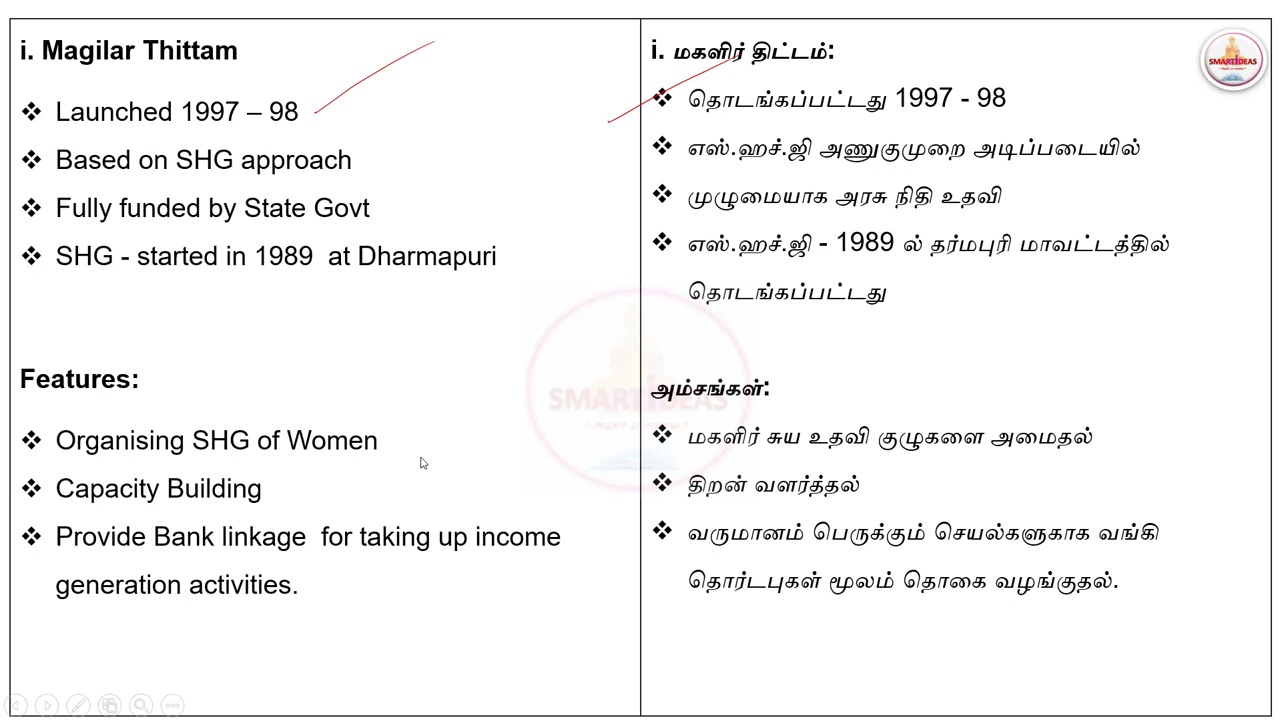 i. Magilar Thittam
❖ Launched 1997 – 98
❖ Based on SHG approach
❖ Fully funded by State Govt
❖ SHG - started in 1989 at Dharmapuri
Features:
❖ Organising SHG of Women
❖ Capacity Building
❖ Provide Bank linkage for taking up income
generation activities.
i. மகளிர் திட்டம்:
❖ தொடங்கப்பட்டது 1997 - 98
❖ எஸ்.ஹச்.ஜி அணுகுமுறை அடிப்படையில்
❖ முழுமையாக அரசு நிதி உதவி
❖ எஸ்.ஹச்.ஜி - 1989 ல் தர்மபுரி மாவட்டத்தில்
தொடங்கப்பட்டது
அம்சங்கள்:
❖ மகளிர் சுய உதவி குழுகளை அமைதல்
❖ திறன் வளர்த்தல்
❖ வருமானம் பெருக்கும் செயல்களுகாக வங்கி
தொர்டபுகள் மூலம் தொகை வழங்குதல்.
SMART IDEAS
SMART IDEAS